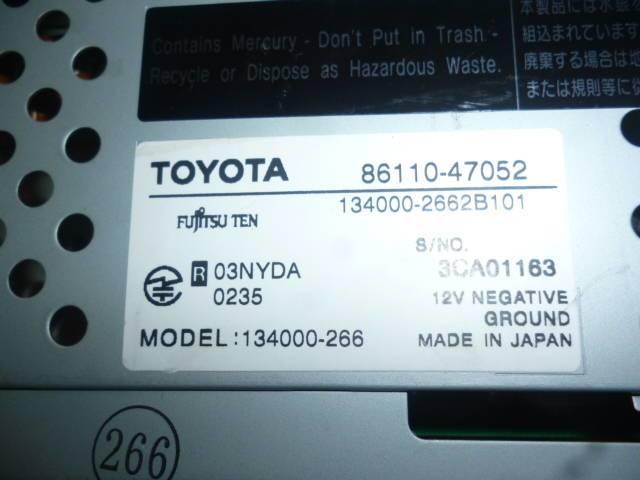 Contains Mercury - Don't Put in Trash -
Recycle or Dispose as Hazardous Waste.
本製品には水銀
組込まれています
廃棄する場合は地
または規則等に従
TOYOTA 86110-47052
134000-2662B101
FUJITSU TEN
S/NO.
R 03NYDA 3CA01163
0235 12V NEGATIVE
GROUND
MODEL:134000-266 MADE IN JAPAN
266